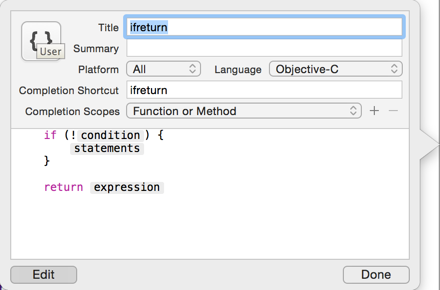 Title ifreturn
{ } User
Summary
Platform All Language Objective-C
Completion Shortcut ifreturn
Completion Scopes Function or Method + −
if (! condition ) {
statements
}
return expression
Edit Done